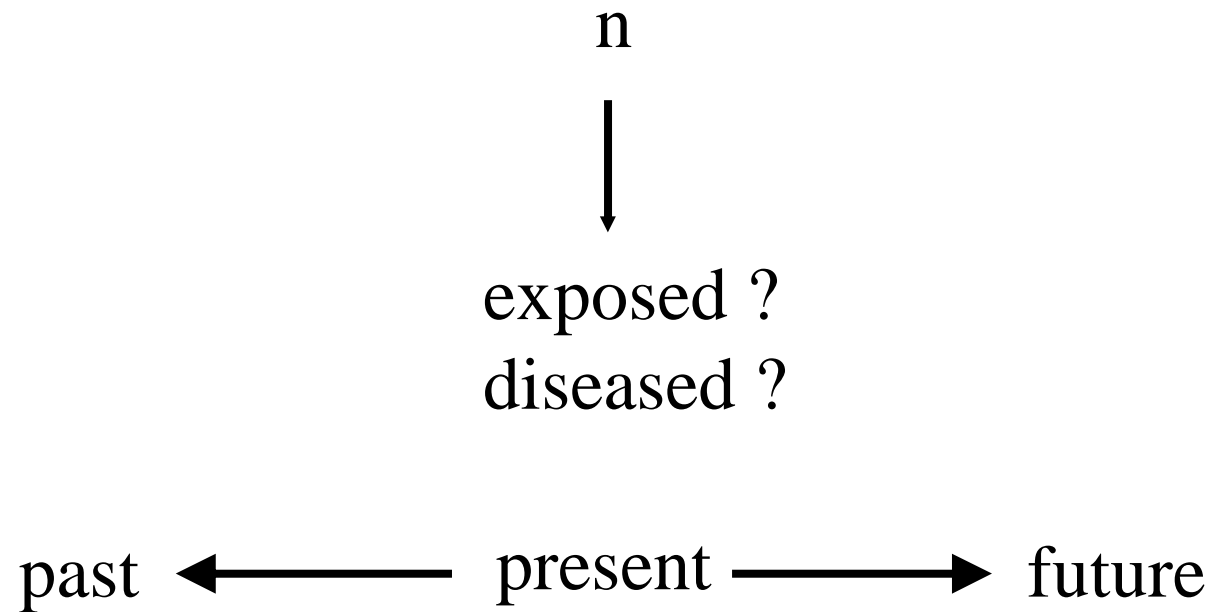 n
exposed ?
diseased ?
past present future